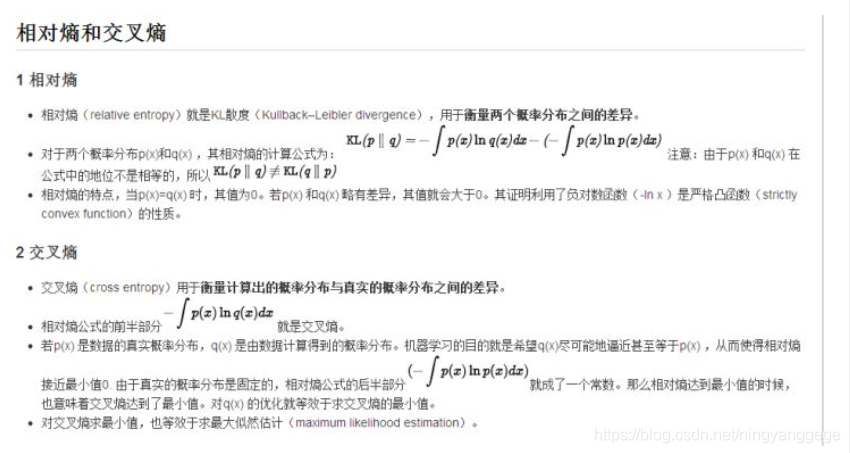 相对熵和交叉熵
1 相对熵
相对熵（relative entropy）就是KL散度（Kullback–Leibler divergence），用于衡量两个概率分布之间的差异。
对于两个概率分布p(x)和q(x)，其相对熵的计算公式为： KL(p ∥ q) = −∫p(x) ln q(x)dx − (−∫p(x) ln p(x)dx) 注意：由于p(x) 和q(x) 在
公式中的地位不是相等的，所以 KL(p ∥ q) ≢ KL(q ∥ p)
相对熵的特点，当p(x)=q(x) 时，其值为0。若p(x) 和q(x) 略有差异，其值就会大于0。其证明利用了负对数函数（-ln x ）是严格凸函数（strictly
convex function）的性质。
2 交叉熵
交叉熵（cross entropy）用于衡量计算出的概率分布与真实的概率分布之间的差异。
相对熵公式的前半部分 −∫p(x) ln q(x)dx 就是交叉熵。
若p(x) 是数据的真实概率分布，q(x) 是由数据计算得到的概率分布。机器学习的目的就是希望q(x)尽可能地逼近甚至等于p(x) ，从而使得相对熵
接近最小值0. 由于真实的概率分布是固定的，相对熵公式的后半部分 (−∫p(x) ln p(x)dx) 就成了一个常数。那么相对熵达到最小值的时候，
也意味着交叉熵达到了最小值。对q(x) 的优化就等效于求交叉熵的最小值。
对交叉熵求最小值，也等效于求最大似然估计（maximum likelihood estimation）。
https://blog.csdn.net/ningyanggege